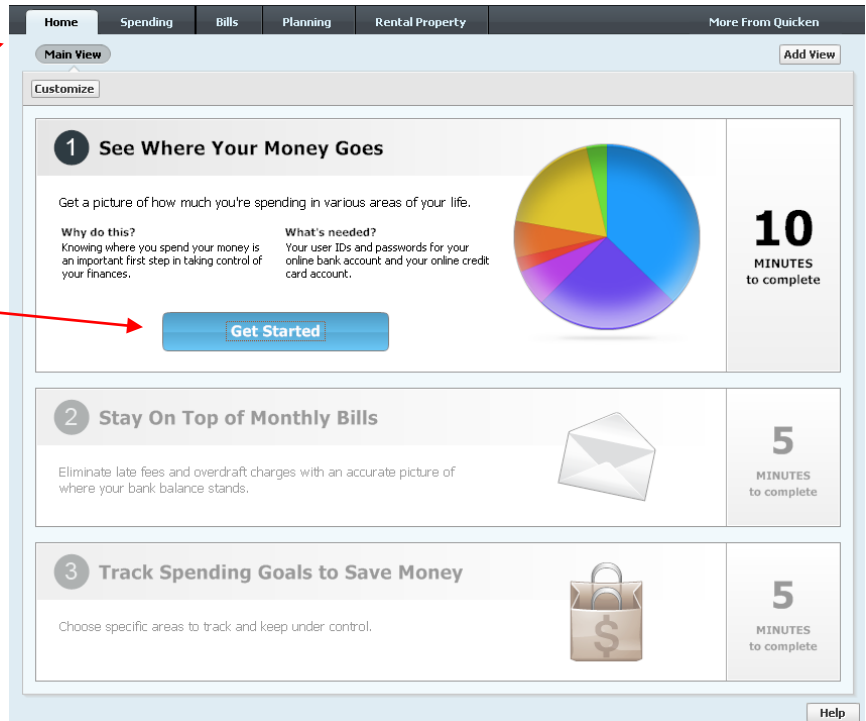 Home Spending Bills Planning Rental Property More From Quicken
Main View Add View
Customize
1 See Where Your Money Goes
Get a picture of how much you're spending in various areas of your life.
Why do this?
Knowing where you spend your money is
an important first step in taking control of
your finances.
What's needed?
Your user IDs and passwords for your
online bank account and your online credit
card account.
Get Started
10
MINUTES
to complete
2 Stay On Top of Monthly Bills
Eliminate late fees and overdraft charges with an accurate picture of
where your bank balance stands.
5
MINUTES
to complete
3 Track Spending Goals to Save Money
Choose specific areas to track and keep under control.
$
5
MINUTES
to complete
Help